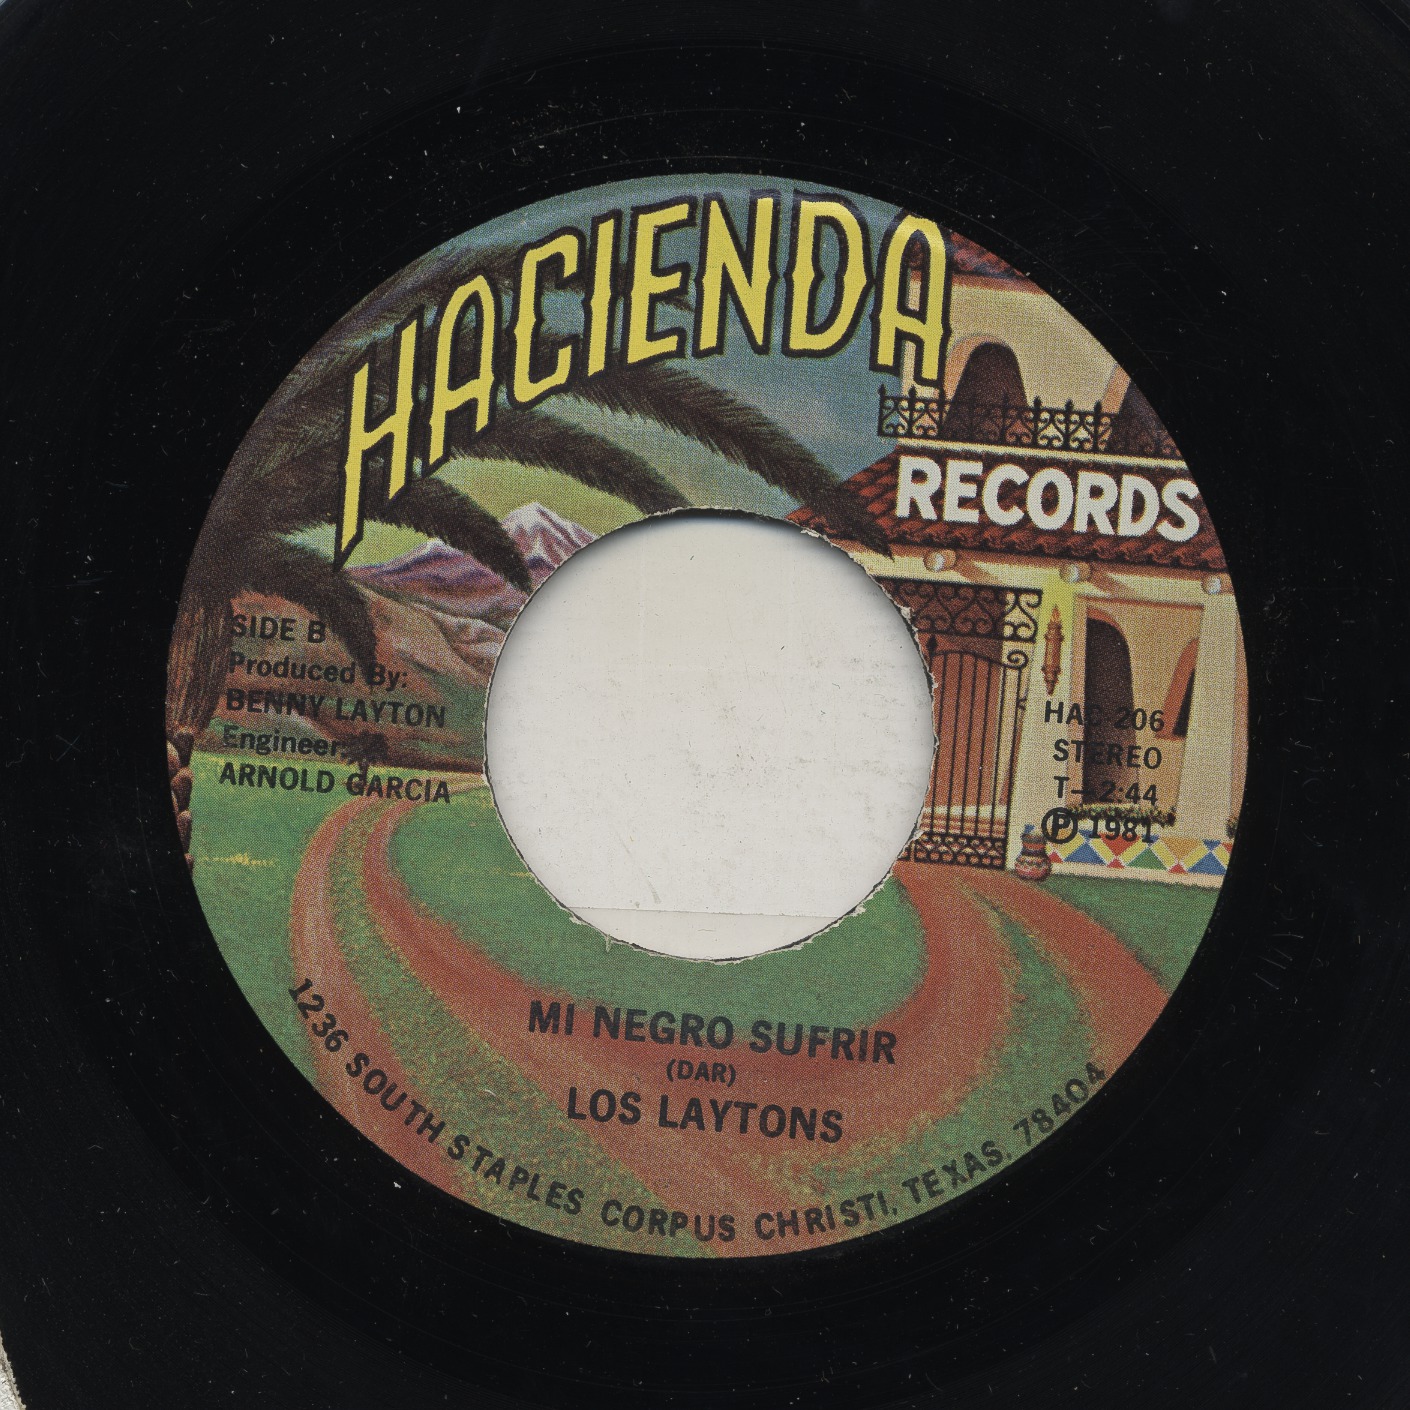 HACIENDA
RECORDS
SIDE B
Produced By:
BENNY LAYTON
Engineer:
ARNOLD GARCIA
HAC 206
STEREO
T—2:44
Ⓟ 1981
MI NEGRO SUFRIR
(DAR)
LOS LAYTONS
1236 SOUTH STAPLES CORPUS CHRISTI, TEXAS, 78404